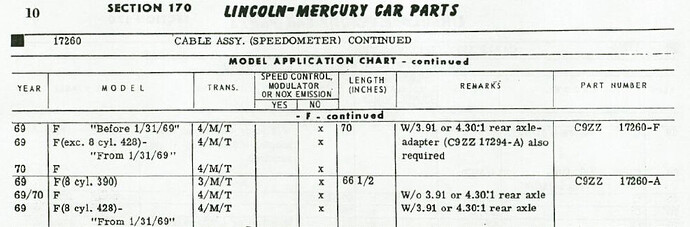 10 SECTION 170 LINCOLN-MERCURY CAR PARTS
17260 CABLE ASSY. (SPEEDOMETER) CONTINUED
MODEL APPLICATION CHART - continued
YEAR MODEL TRANS. SPEED CONTROL, MODULATOR OR NOX EMISSION YES NO LENGTH (INCHES) REMARKS PART NUMBER
- F - continued
69 F "Before 1/31/69" 4/M/T x 70 W/3.91 or 4.30:1 rear axle- C9ZZ 17260-F
69 F(exc. 8 cyl. 428)- 4/M/T x adapter (C9ZZ 17294-A) also
"From 1/31/69" required
70 F 4/M/T x
69 F(8 cyl. 390) 3/M/T x 66 1/2 C9ZZ 17260-A
69/70 F 4/M/T x W/o 3.91 or 4.30:1 rear axle
69 F(8 cyl. 428)- 4/M/T x W/3.91 or 4.30:1 rear axle
"From 1/31/69"